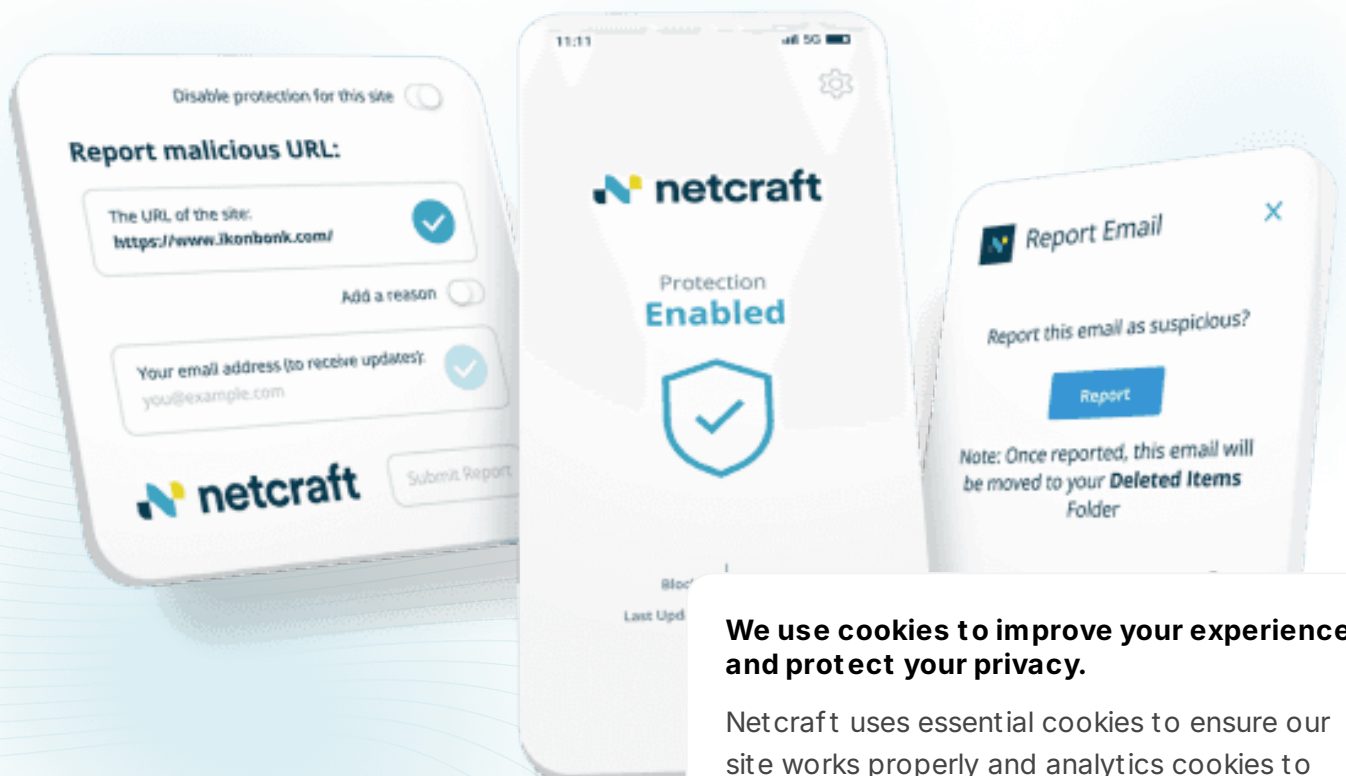 Disable protection for this site
Report malicious URL:
The URL of the site:
https://www.ikonbonk.com/
Add a reason
Your email address (to receive updates):
you@example.com
netcraft
Submit Report
11:11
5G
netcraft
Protection
Enabled
Last Upd
Report Email
Report this email as suspicious?
Report
Note: Once reported, this email will
be moved to your Deleted Items
Folder
We use cookies to improve your experience
and protect your privacy.
Netcraft uses essential cookies to ensure our
site works properly and analytics cookies to